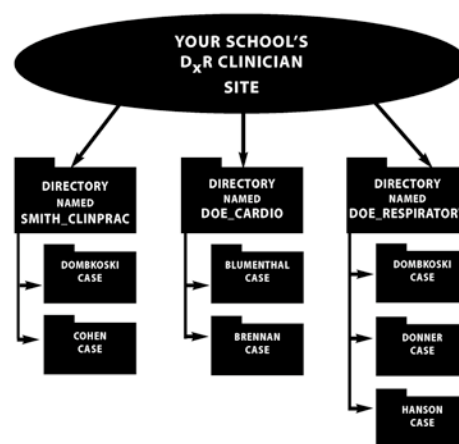 YOUR SCHOOL'S
DxR CLINICIAN
SITE
DIRECTORY
NAMED
SMITH_CLINPRAC
DOMBKOSKI
CASE
COHEN
CASE
DIRECTORY
NAMED
DOE_CARDIO
BLUMENTHAL
CASE
BRENNAN
CASE
DIRECTORY
NAMED
DOE_RESPIRATORY
DOMBKOSKI
CASE
DONNER
CASE
HANSON
CASE